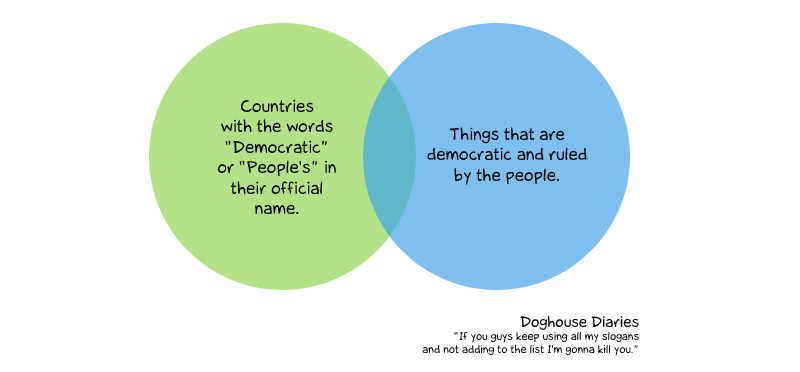 Countries
with the words
"Democratic"
or "People's" in
their official
name.
Things that are
democratic and ruled
by the people.
Doghouse Diaries
"If you guys keep using all my slogans
and not adding to the list I'm gonna kill you."